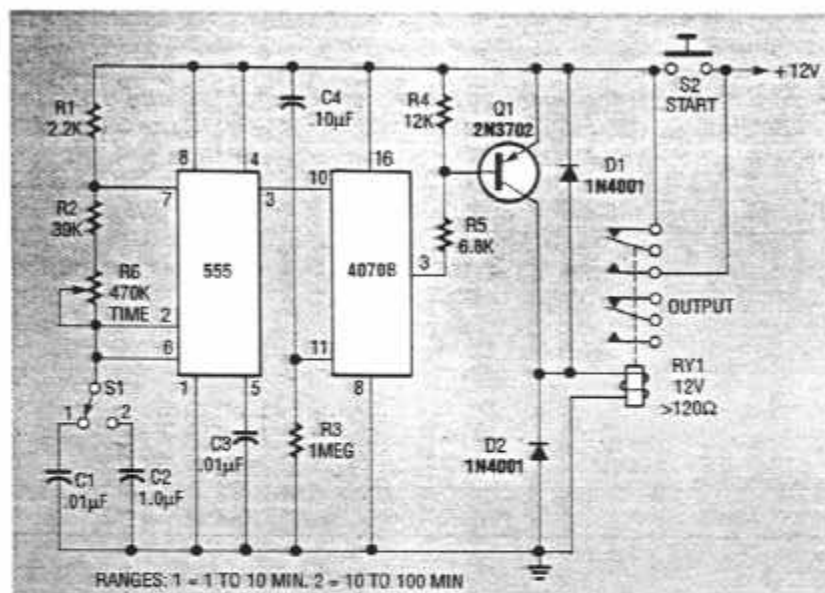 S2
START
+12V
R1
2.2K
C4
.10µF
R4
12K
Q1
2N3702
D1
1N4001
8
4
16
7
3
10
R2
39K
R5
6.8K
555
4070B
3
R6
470K
TIME
2
6
OUTPUT
11
S1
1
5
8
RY1
12V
>120Ω
1
2
C3
.01µF
R3
1MEG
D2
1N4001
C1
.01µF
C2
1.0µF
RANGES: 1 = 1 TO 10 MIN. 2 = 10 TO 100 MIN